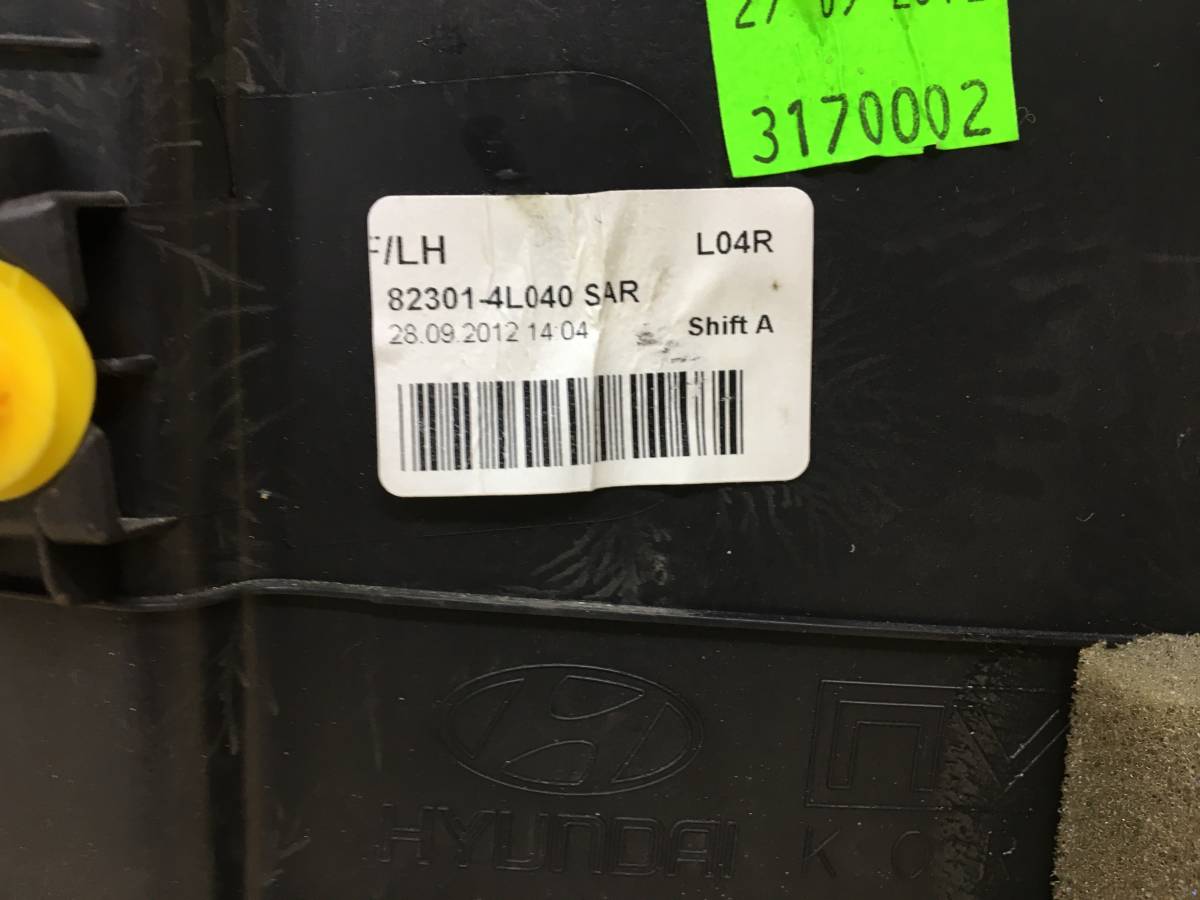 3170002
F/LH
L04R
82301-4L040 SAR
28.09.2012 14:04
Shift A
HYUNDAI
K O R